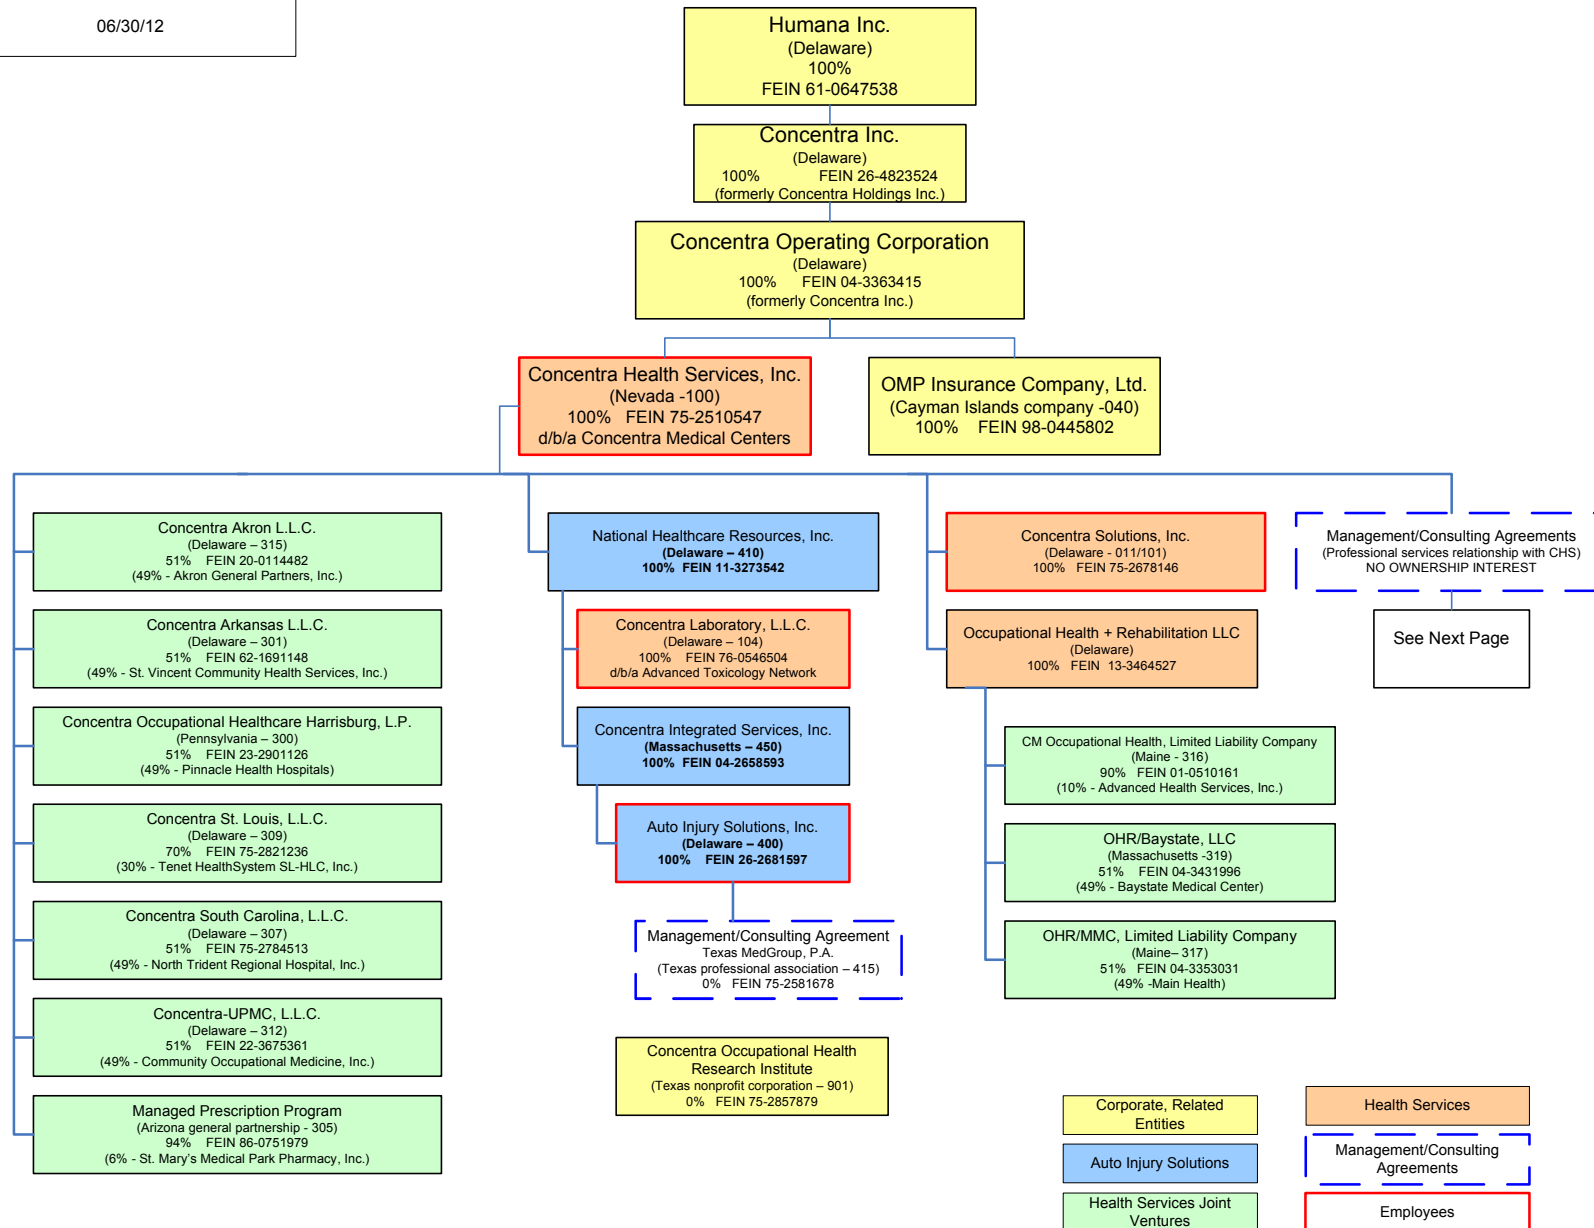 06/30/12
Humana Inc.
(Delaware)
100%
FEIN 61-0647538
Concentra Inc.
(Delaware)
100% FEIN 26-4823524
(formerly Concentra Holdings Inc.)
Concentra Operating Corporation
(Delaware)
100% FEIN 04-3363415
(formerly Concentra Inc.)
Concentra Health Services, Inc.
(Nevada -100)
100% FEIN 75-2510547
d/b/a Concentra Medical Centers
OMP Insurance Company, Ltd.
(Cayman Islands company -040)
100% FEIN 98-0445802
Concentra Akron L.L.C.
(Delaware – 315)
51% FEIN 20-0114482
(49% - Akron General Partners, Inc.)
Concentra Arkansas L.L.C.
(Delaware – 301)
51% FEIN 62-1691148
(49% - St. Vincent Community Health Services, Inc.)
Concentra Occupational Healthcare Harrisburg, L.P.
(Pennsylvania – 300)
51% FEIN 23-2901126
(49% - Pinnacle Health Hospitals)
Concentra St. Louis, L.L.C.
(Delaware – 309)
70% FEIN 75-2821236
(30% - Tenet HealthSystem SL-HLC, Inc.)
Concentra South Carolina, L.L.C.
(Delaware – 307)
51% FEIN 75-2784513
(49% - North Trident Regional Hospital, Inc.)
Concentra-UPMC, L.L.C.
(Delaware – 312)
51% FEIN 22-3675361
(49% - Community Occupational Medicine, Inc.)
Managed Prescription Program
(Arizona general partnership - 305)
94% FEIN 86-0751979
(6% - St. Mary’s Medical Park Pharmacy, Inc.)
National Healthcare Resources, Inc.
(Delaware – 410)
100% FEIN 11-3273542
Concentra Laboratory, L.L.C.
(Delaware – 104)
100% FEIN 76-0546504
d/b/a Advanced Toxicology Network
Concentra Integrated Services, Inc.
(Massachusetts – 450)
100% FEIN 04-2658593
Auto Injury Solutions, Inc.
(Delaware – 400)
100% FEIN 26-2681597
Management/Consulting Agreement
Texas MedGroup, P.A.
(Texas professional association – 415)
0% FEIN 75-2581678
Concentra Occupational Health
Research Institute
(Texas nonprofit corporation – 901)
0% FEIN 75-2857879
Concentra Solutions, Inc.
(Delaware - 011/101)
100% FEIN 75-2678146
Occupational Health + Rehabilitation LLC
(Delaware)
100% FEIN 13-3464527
CM Occupational Health, Limited Liability Company
(Maine - 316)
90% FEIN 01-0510161
(10% - Advanced Health Services, Inc.)
OHR/Baystate, LLC
(Massachusetts -319)
51% FEIN 04-3431996
(49% - Baystate Medical Center)
OHR/MMC, Limited Liability Company
(Maine– 317)
51% FEIN 04-3353031
(49% -Main Health)
Management/Consulting Agreements
(Professional services relationship with CHS)
NO OWNERSHIP INTEREST
See Next Page
Corporate, Related
Entities
Health Services
Auto Injury Solutions
Management/Consulting
Agreements
Health Services Joint
Ventures
Employees